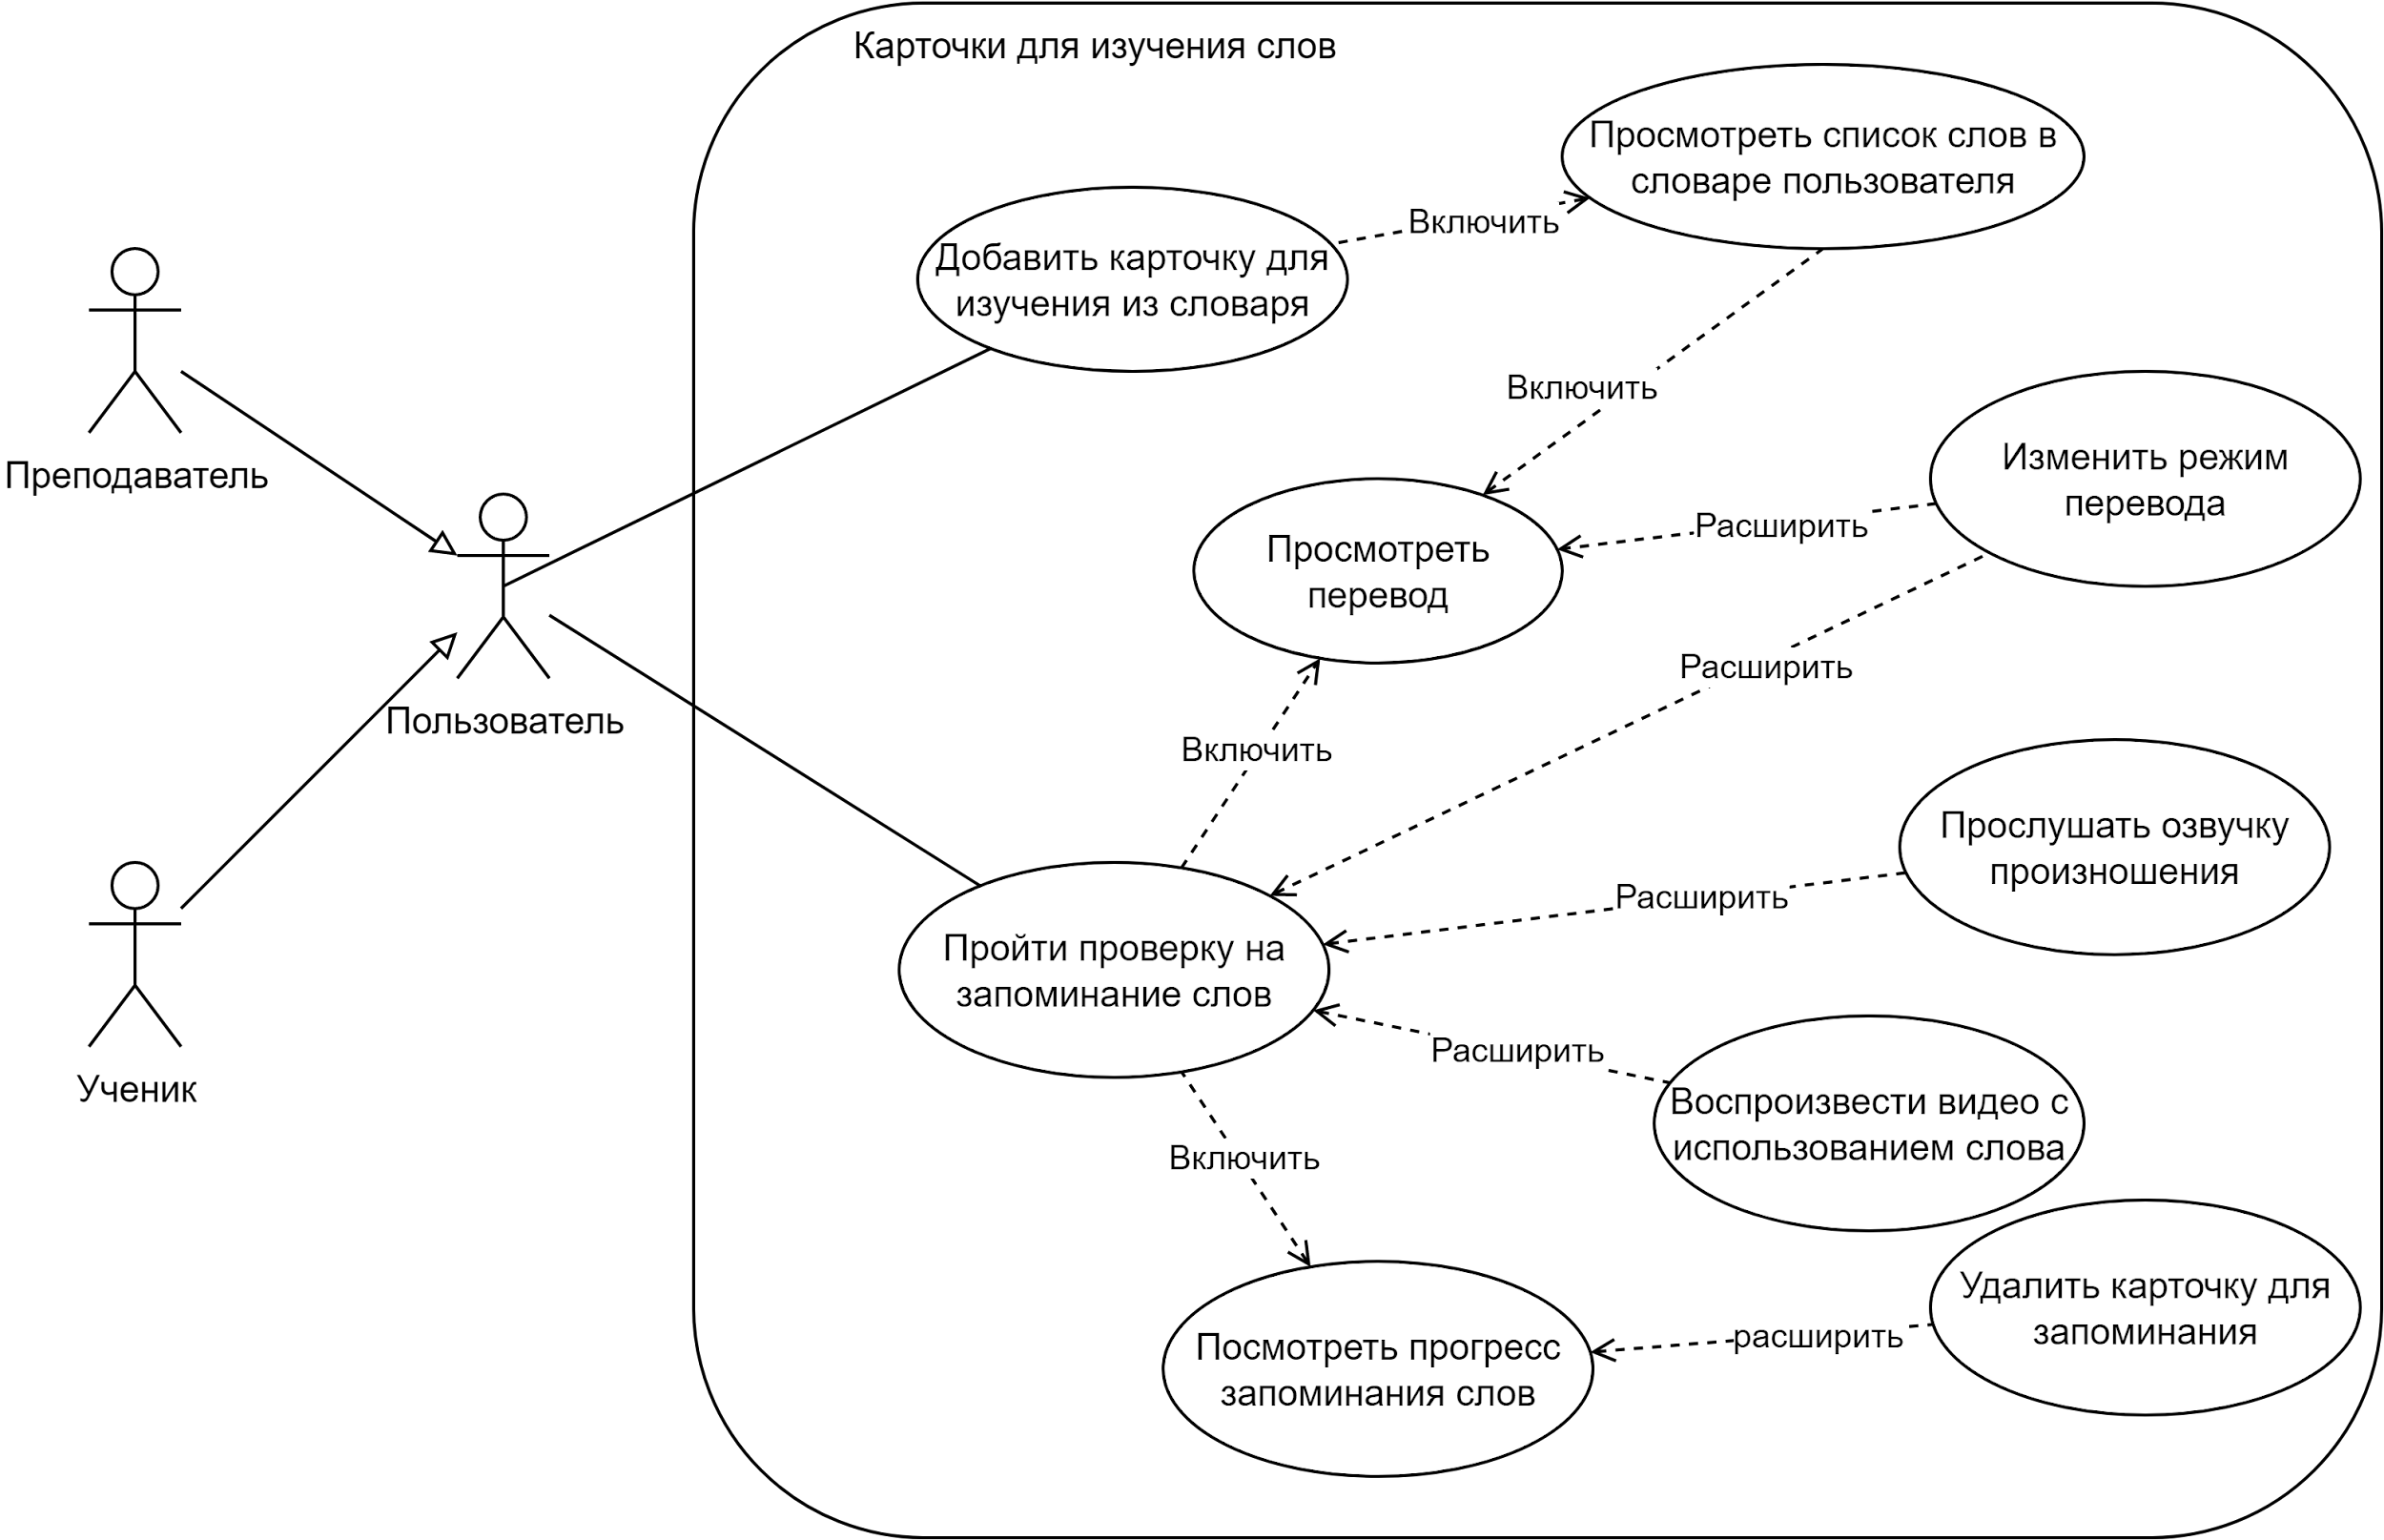 Карточки для изучения слов
Просмотреть список слов в
словаре пользователя
Включить
Добавить карточку для
изучения из словаря
Включить
Изменить режим
перевода
Преподаватель
Расширить
Просмотреть
перевод
Расширить
Пользователь
Включить
Прослушать озвучку
произношения
Расширить
Пройти проверку на
запоминание слов
Расширить
Ученик
Воспроизвести видео с
использованием слова
Включить
Удалить карточку для
запоминания
расширить
Посмотреть прогресс
запоминания слов